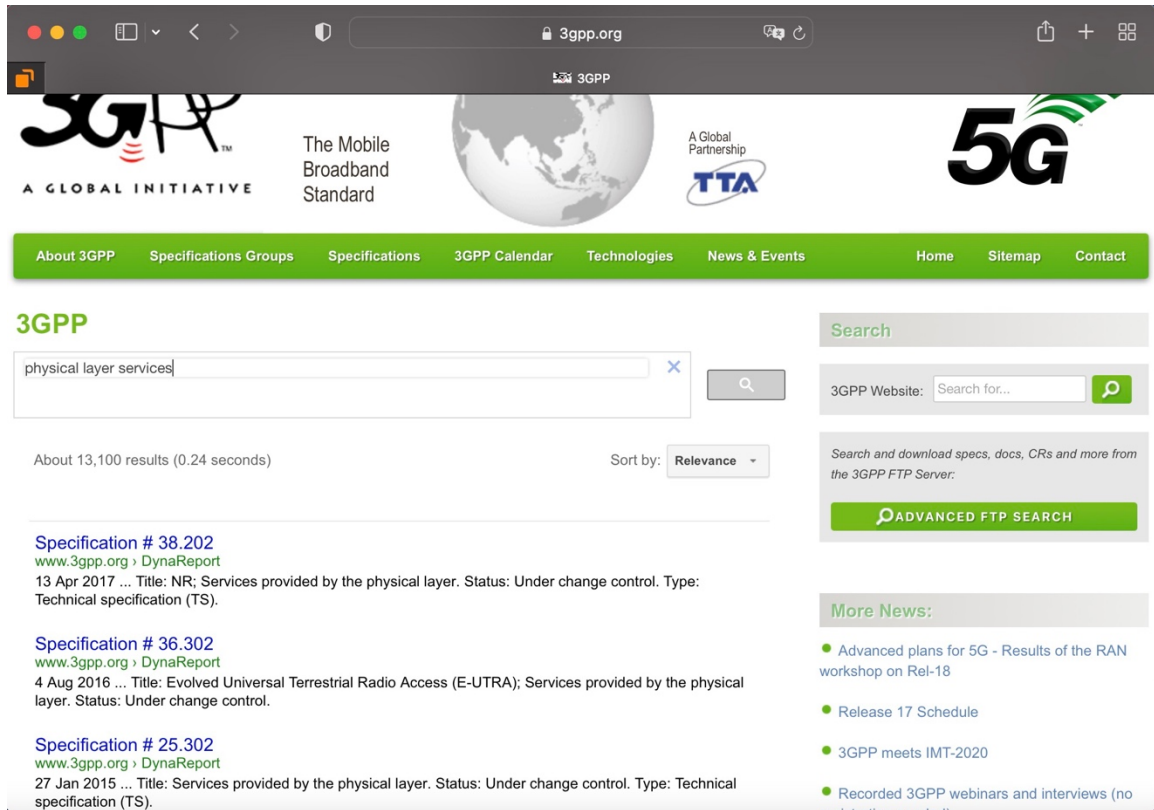 3gpp.org
3GPP
3GPP TM
A GLOBAL INITIATIVE
The Mobile
Broadband
Standard
A Global
Partnership
TTA
5G
About 3GPP Specifications Groups Specifications 3GPP Calendar Technologies News & Events Home Sitemap Contact
3GPP
physical layer services
About 13,100 results (0.24 seconds)
Sort by: Relevance
Specification # 38.202
www.3gpp.org › DynaReport
13 Apr 2017 ... Title: NR; Services provided by the physical layer. Status: Under change control. Type:
Technical specification (TS).
Specification # 36.302
www.3gpp.org › DynaReport
4 Aug 2016 ... Title: Evolved Universal Terrestrial Radio Access (E-UTRA); Services provided by the physical
layer. Status: Under change control.
Specification # 25.302
www.3gpp.org › DynaReport
27 Jan 2015 ... Title: Services provided by the physical layer. Status: Under change control. Type: Technical
specification (TS).
Search
3GPP Website: Search for...
Search and download specs, docs, CRs and more from
the 3GPP FTP Server:
ADVANCED FTP SEARCH
More News:
Advanced plans for 5G - Results of the RAN
workshop on Rel-18
Release 17 Schedule
3GPP meets IMT-2020
Recorded 3GPP webinars and interviews (no